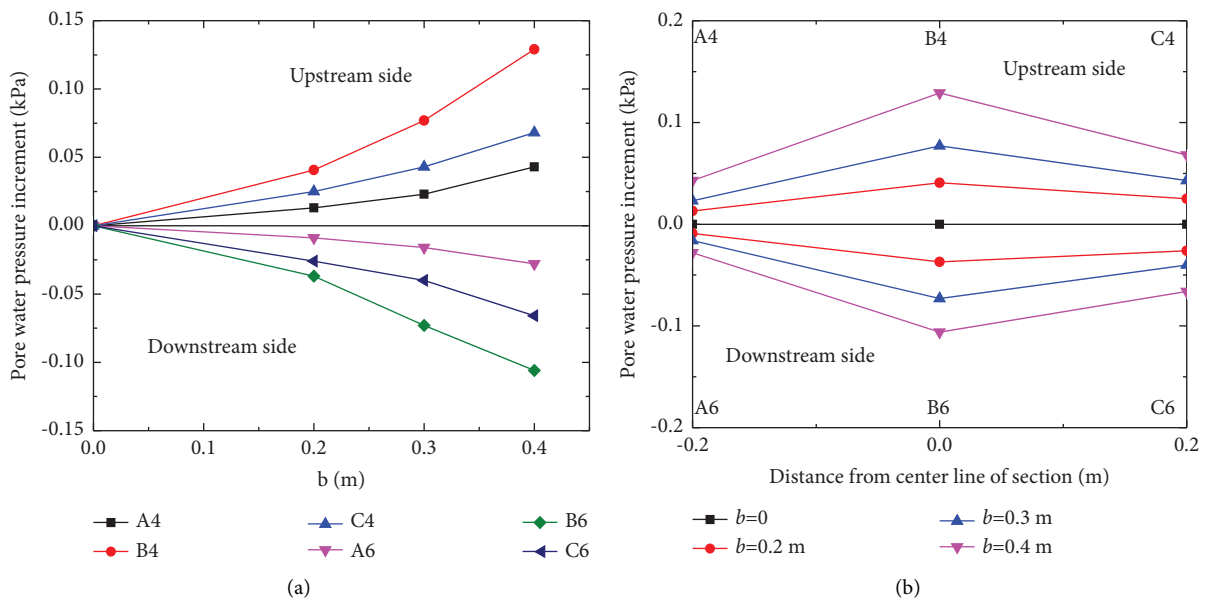 0.15
0.10
0.05
0.00
-0.05
-0.10
-0.15
Pore water pressure increment (kPa)
Upstream side
Downstream side
0.0 0.1 0.2 0.3 0.4
b (m)
A4 C4 B6
B4 A6 C6
(a)
0.2
0.1
0.0
-0.1
-0.2
Pore water pressure increment (kPa)
A4 B4 C4
Upstream side
Downstream side
A6 B6 C6
-0.2 0.0 0.2
Distance from center line of section (m)
b=0 b=0.3 m
b=0.2 m b=0.4 m
(b)